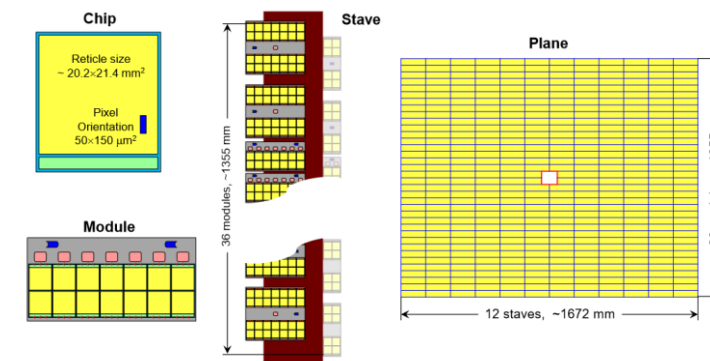 Chip
Reticle size
~ 20.2×21.4 mm²
Pixel
Orientation
50×150 μm²
Module
Stave
36 modules, ~1355 mm
Plane
12 staves, ~1672 mm